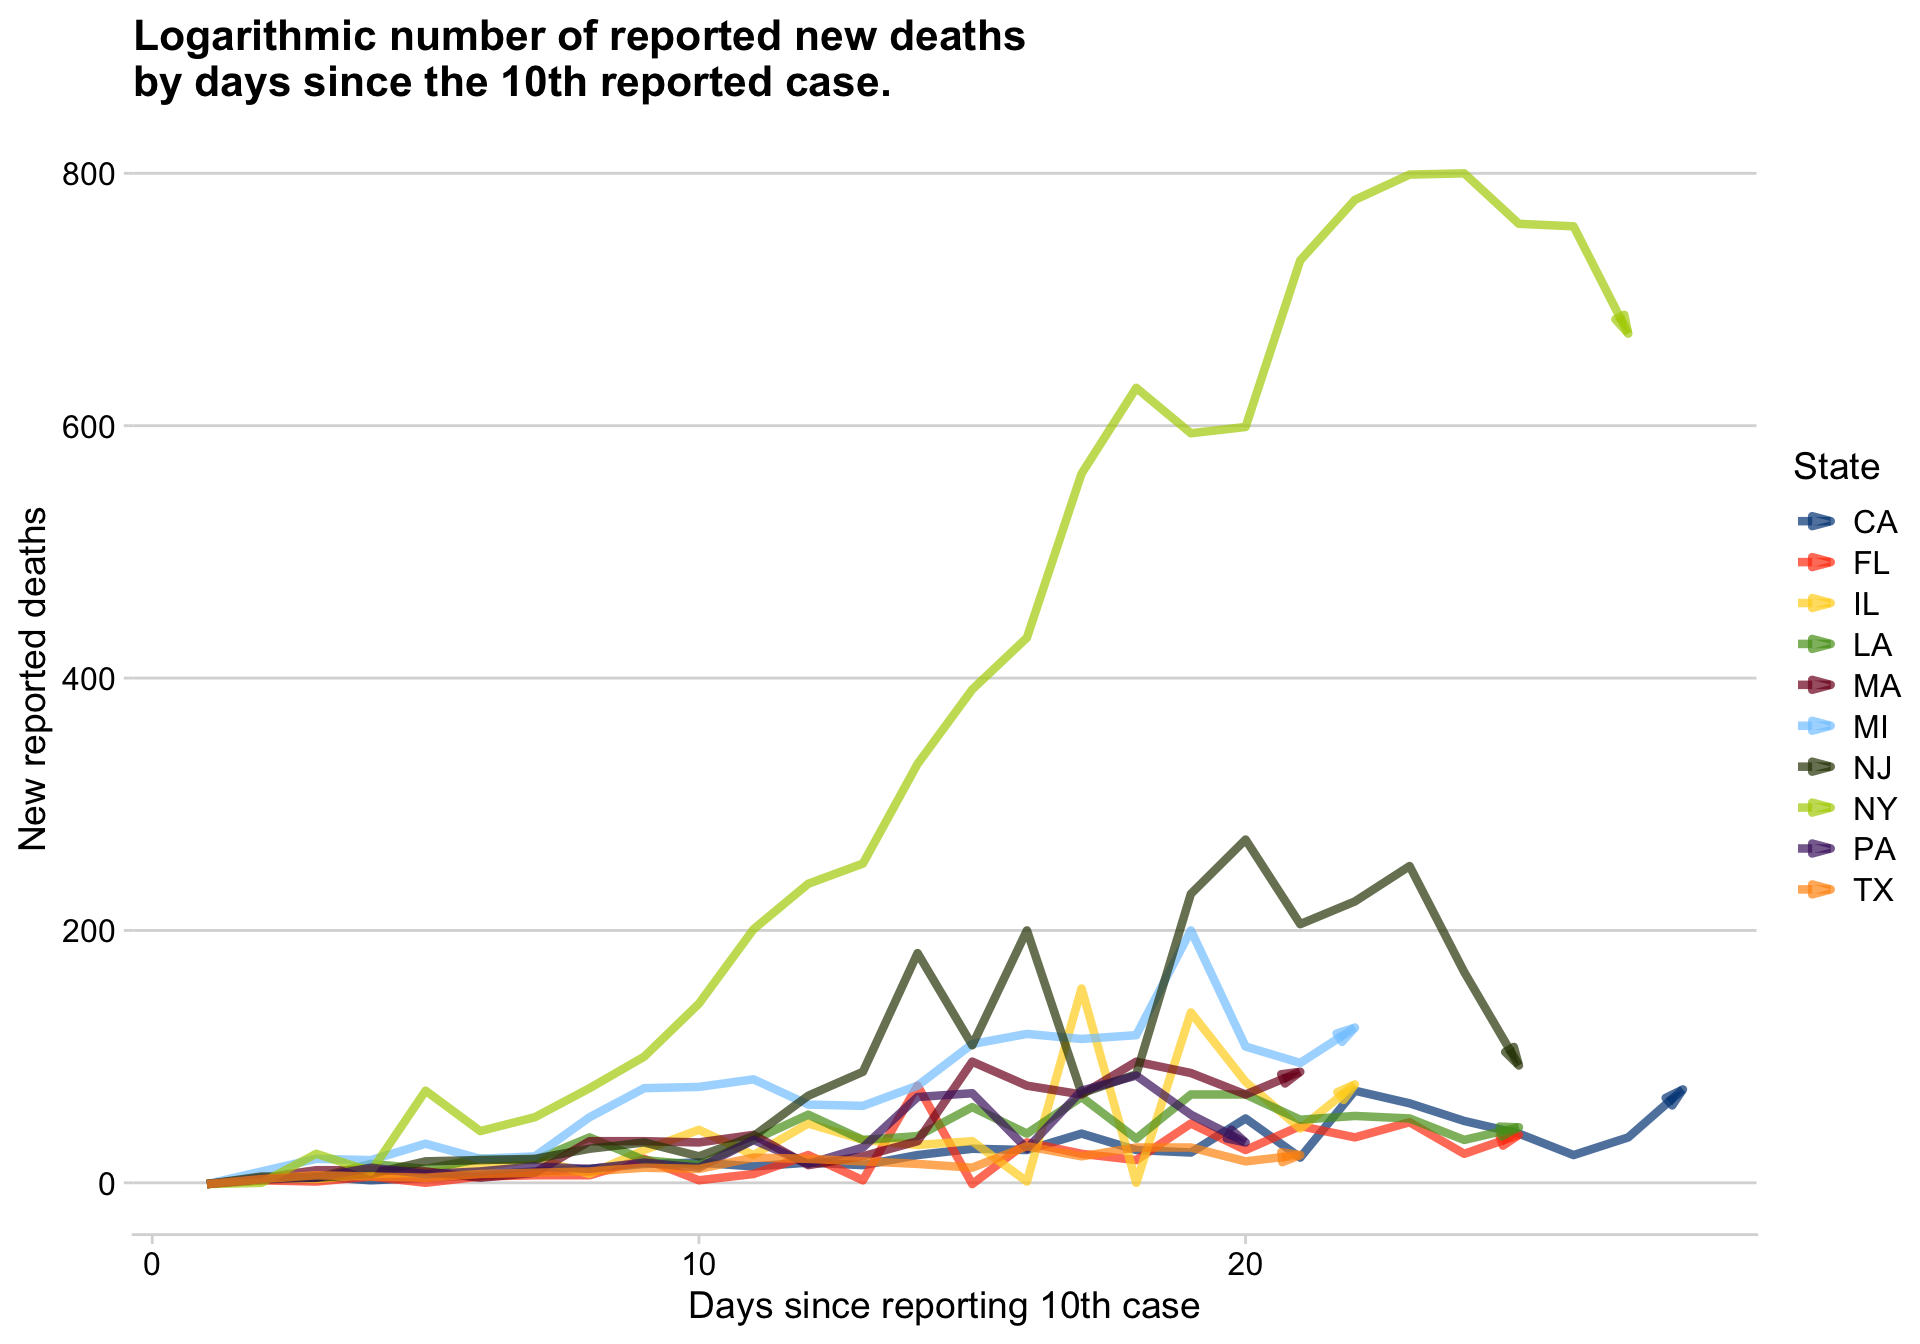 Logarithmic number of reported new deaths
by days since the 10th reported case.
800
600
400
200
0
New reported deaths
0
10
20
Days since reporting 10th case
State
CA
FL
IL
LA
MA
MI
NJ
NY
PA
TX